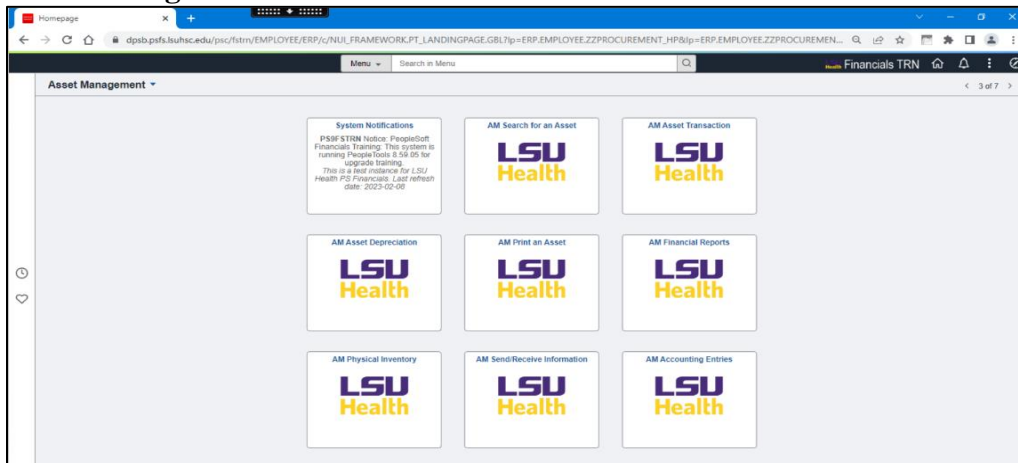 Homepage
dpsb.psfs.lsuhsc.edu/psc/fstrn/EMPLOYEE/ERP/c/NUI_FRAMEWORK.PT_LANDINGPAGE.GBL?lp=ERP.EMPLOYEE.ZZPROCUREMENT_HP&lp=ERP.EMPLOYEE.ZZPROCUREMEN...
Menu Search in Menu Health Financials TRN
Asset Management 3 of 7
System Notifications
PS9FSTRN Notice: PeopleSoft
Financials Training: This system is
running PeopleTools 8.59.05 for
upgrade training.
This is a test instance for LSU
Health PS Financials. Last refresh
date: 2023-02-08
AM Search for an Asset
LSU
Health
AM Asset Transaction
LSU
Health
AM Asset Depreciation
LSU
Health
AM Print an Asset
LSU
Health
AM Financial Reports
LSU
Health
AM Physical Inventory
LSU
Health
AM Send/Receive Information
LSU
Health
AM Accounting Entries
LSU
Health